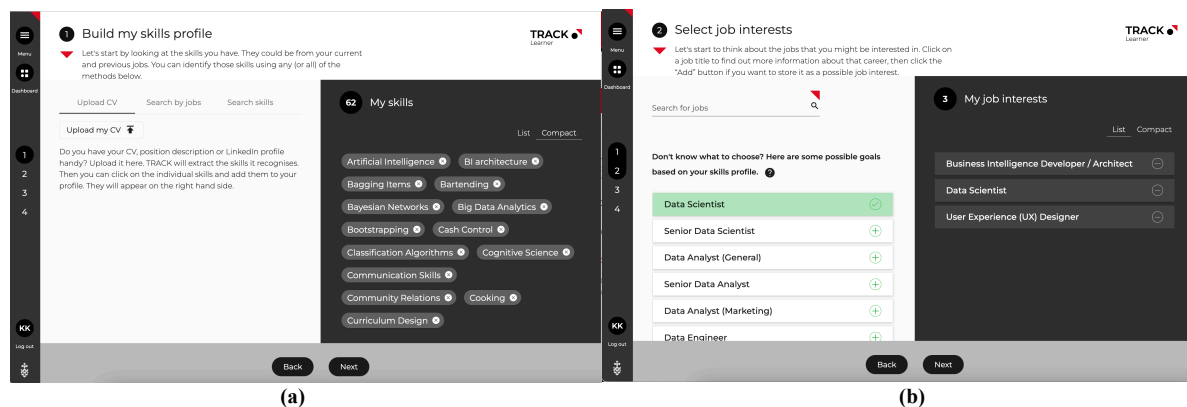 Menu
Dashboard
1
2
3
4
KK
Log out
1 Build my skills profile
Let's start by looking at the skills you have. They could be from your current
and previous jobs. You can identify those skills using any (or all) of the
methods below.
TRACK
Learner
Upload CV Search by jobs Search skills
Upload my CV
Do you have your CV, position description or LinkedIn profile
handy? Upload it here. TRACK will extract the skills it recognises.
Then you can click on the individual skills and add them to your
profile. They will appear on the right hand side.
62 My skills
List Compact
Artificial Intelligence BI architecture
Bagging Items Bartending
Bayesian Networks Big Data Analytics
Bootstrapping Cash Control
Classification Algorithms Cognitive Science
Communication Skills
Community Relations Cooking
Curriculum Design
Back Next
(a)
Menu
Dashboard
1
2
3
4
KK
Log out
2 Select job interests
Let's start to think about the jobs that you might be interested in. Click on
a job title to find out more information about that career, then click the
"Add" button if you want to store it as a possible job interest.
TRACK
Learner
Search for jobs
Don't know what to choose? Here are some possible goals
based on your skills profile. ?
Data Scientist
Senior Data Scientist
Data Analyst (General)
Senior Data Analyst
Data Analyst (Marketing)
Data Engineer
3 My job interests
List Compact
Business Intelligence Developer / Architect
Data Scientist
User Experience (UX) Designer
Back Next
(b)